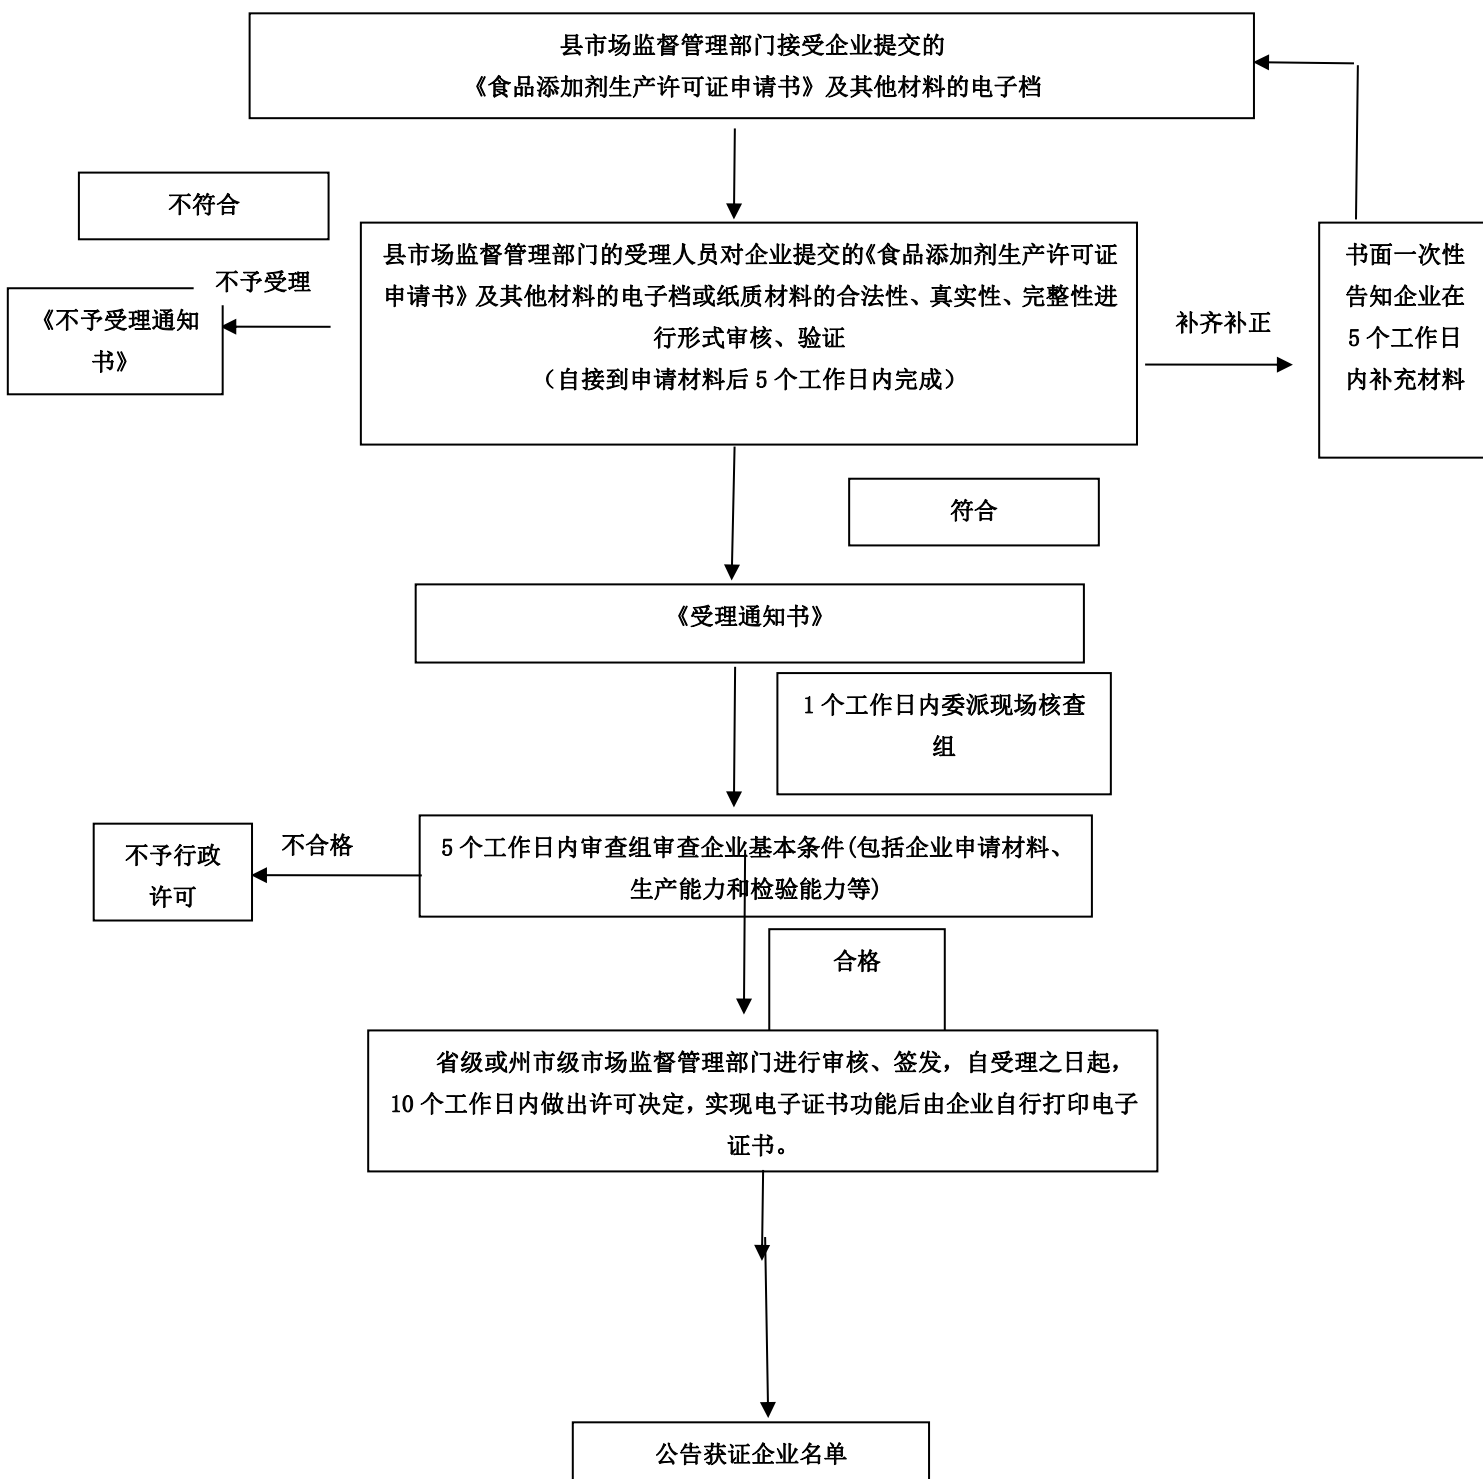 县市场监督管理部门接受企业提交的
《食品添加剂生产许可证申请书》及其他材料的电子档
不符合
不予受理
《不予受理通知
书》
县市场监督管理部门的受理人员对企业提交的《食品添加剂生产许可证
申请书》及其他材料的电子档或纸质材料的合法性、真实性、完整性进
行形式审核、验证
（自接到申请材料后 5 个工作日内完成）
补齐补正
书面一次性
告知企业在
5 个工作日
内补充材料
符合
《受理通知书》
1 个工作日内委派现场核查
组
不予行政
许可
不合格
5 个工作日内审查组审查企业基本条件(包括企业申请材料、
生产能力和检验能力等)
合格
省级或州市级市场监督管理部门进行审核、签发，自受理之日起，
10 个工作日内做出许可决定，实现电子证书功能后由企业自行打印电子
证书。
公告获证企业名单